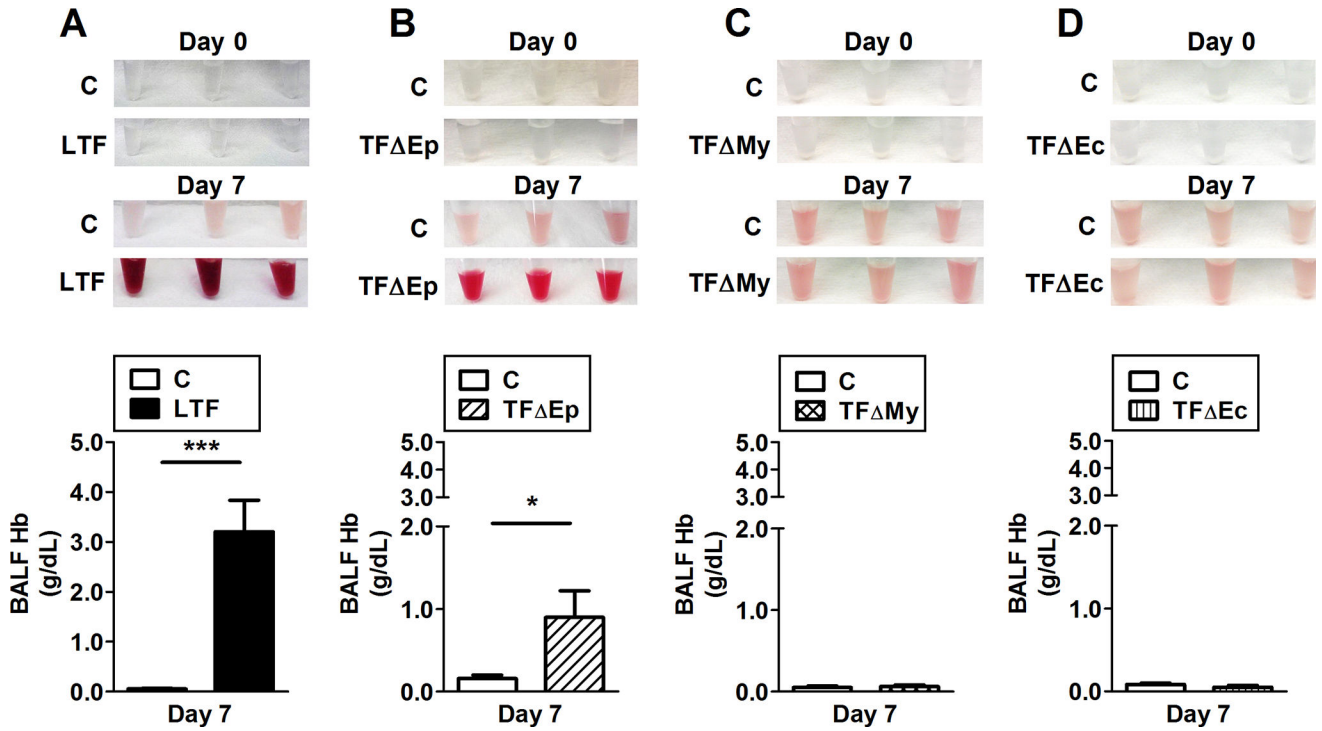 A
Day 0
C
LTF
Day 7
C
LTF
C
LTF
***
5.0
4.0
3.0
2.0
1.0
0.0
BALF Hb
(g/dL)
Day 7
B
Day 0
C
TFΔEp
Day 7
C
TFΔEp
C
TFΔEp
*
5.0
4.0
3.0
2.0
1.0
0.0
BALF Hb
(g/dL)
Day 7
C
Day 0
C
TFΔMy
Day 7
C
TFΔMy
C
TFΔMy
5.0
4.0
3.0
2.0
1.0
0.0
BALF Hb
(g/dL)
Day 7
D
Day 0
C
TFΔEc
Day 7
C
TFΔEc
C
TFΔEc
5.0
4.0
3.0
2.0
1.0
0.0
BALF Hb
(g/dL)
Day 7